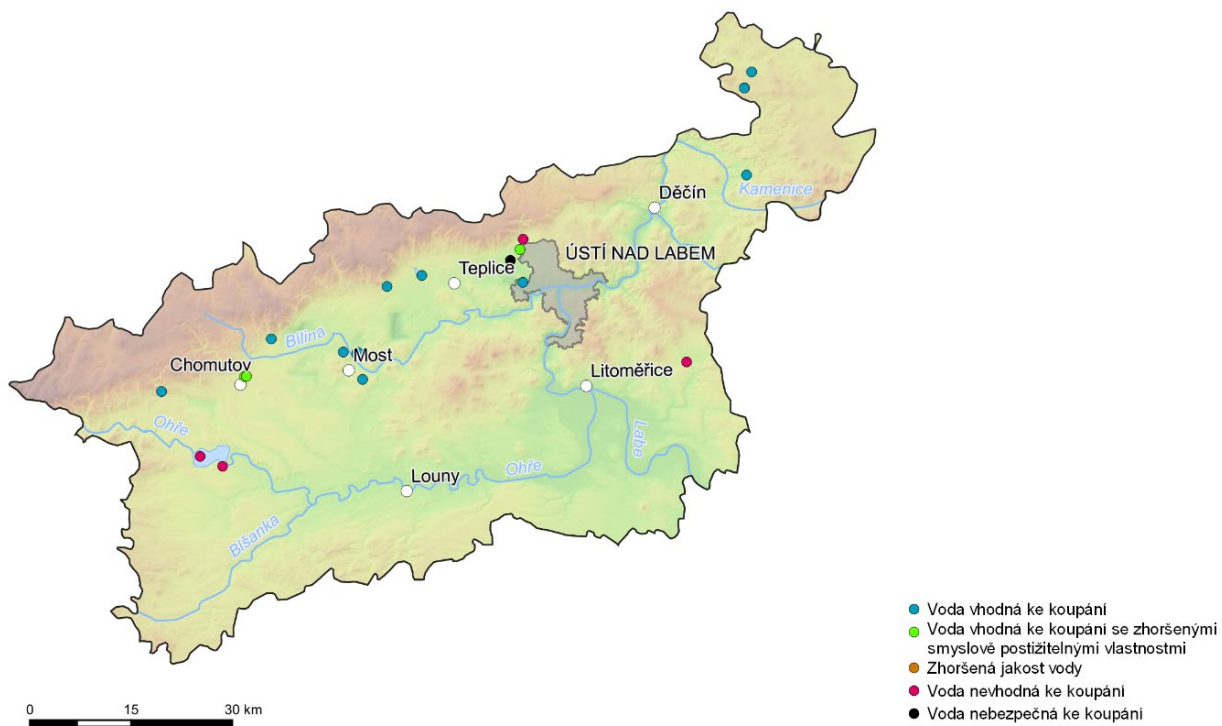 Děčín
Kamenice
ÚSTÍ NAD LABEM
Teplice
Bílina
Most
Chomutov
Litoměřice
Ohře
Labe
Louny
Ohře
Blšanka
Voda vhodná ke koupání
Voda vhodná ke koupání se zhoršenými
smyslově postižitelnými vlastnostmi
Zhoršená jakost vody
Voda nevhodná ke koupání
Voda nebezpečná ke koupání
0 15 30 km